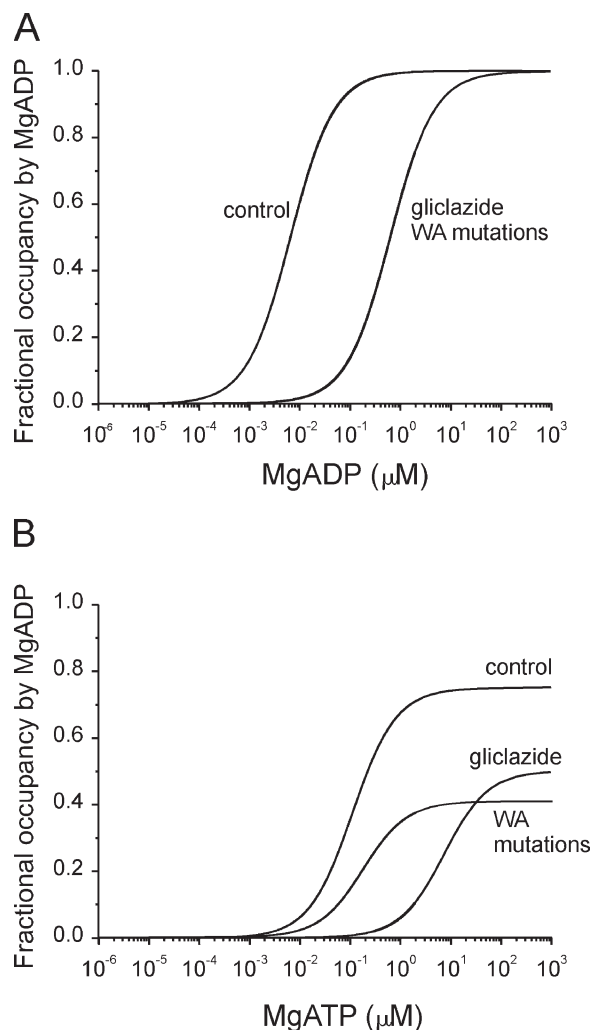 A
Fractional occupancy by MgADP
1.0
0.8
0.6
0.4
0.2
0.0
control
gliclazide
WA mutations
10⁻⁶ 10⁻⁵ 10⁻⁴ 10⁻³ 10⁻² 10⁻¹ 10⁰ 10¹ 10² 10³
MgADP (μM)
B
Fractional occupancy by MgADP
1.0
0.8
0.6
0.4
0.2
0.0
control
gliclazide
WA
mutations
10⁻⁶ 10⁻⁵ 10⁻⁴ 10⁻³ 10⁻² 10⁻¹ 10⁰ 10¹ 10² 10³
MgATP (μM)